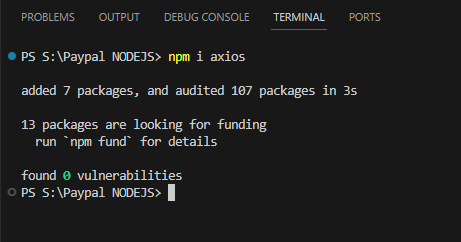 PROBLEMS OUTPUT DEBUG CONSOLE TERMINAL PORTS
PS S:\Paypal NODEJS> npm i axios
added 7 packages, and audited 107 packages in 3s
13 packages are looking for funding
run `npm fund` for details
found 0 vulnerabilities
PS S:\Paypal NODEJS>